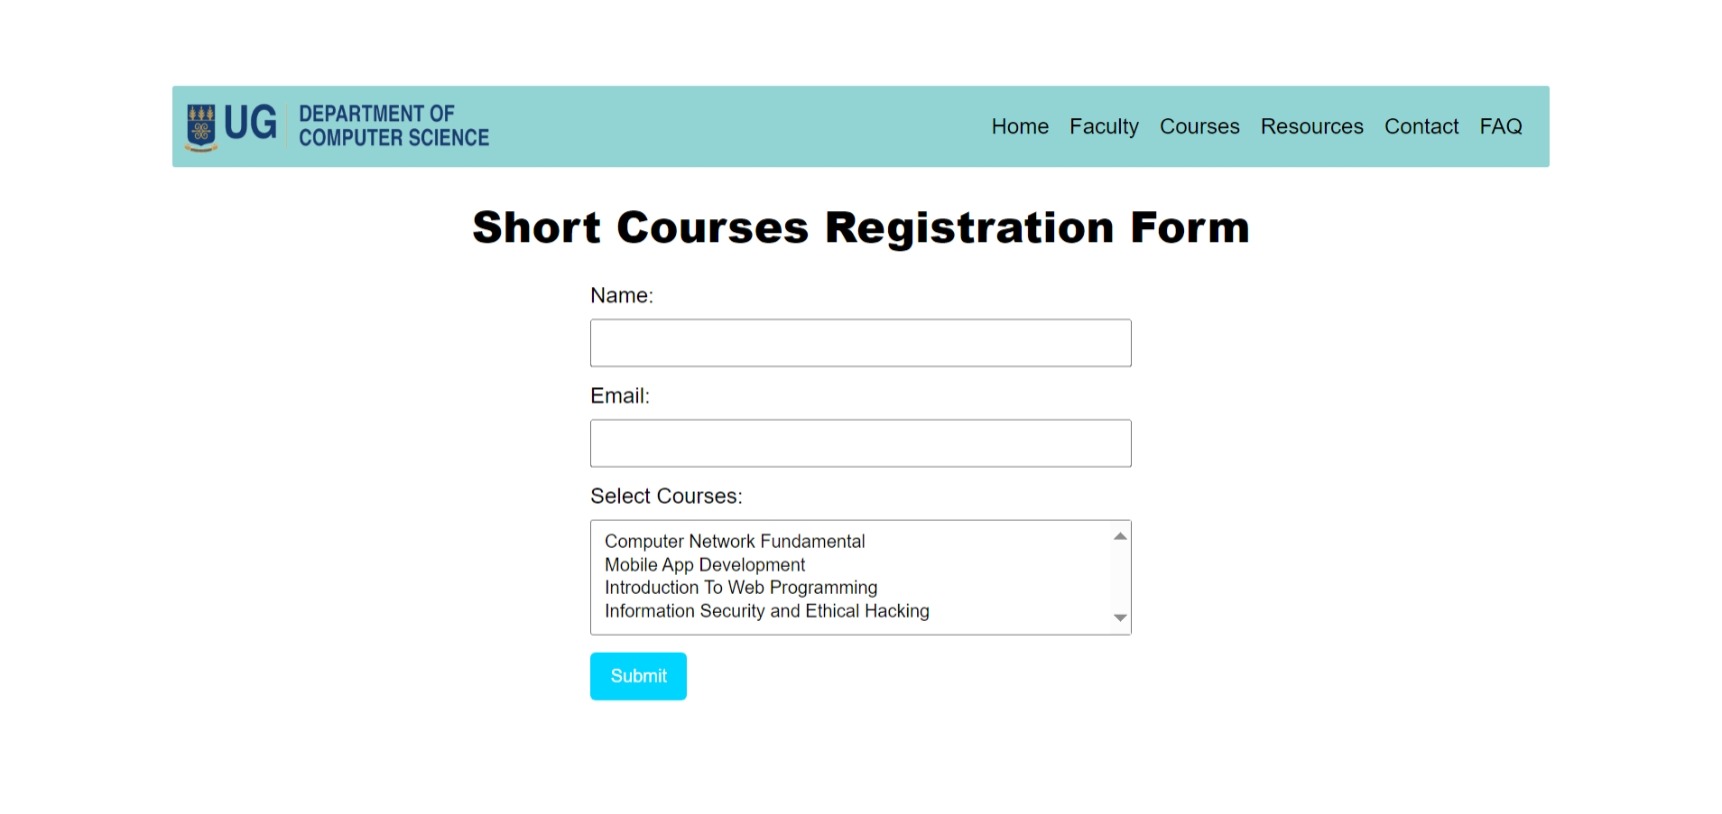 UG DEPARTMENT OF
COMPUTER SCIENCE
Home Faculty Courses Resources Contact FAQ
Short Courses Registration Form
Name:
Email:
Select Courses:
Computer Network Fundamental
Mobile App Development
Introduction To Web Programming
Information Security and Ethical Hacking
Submit